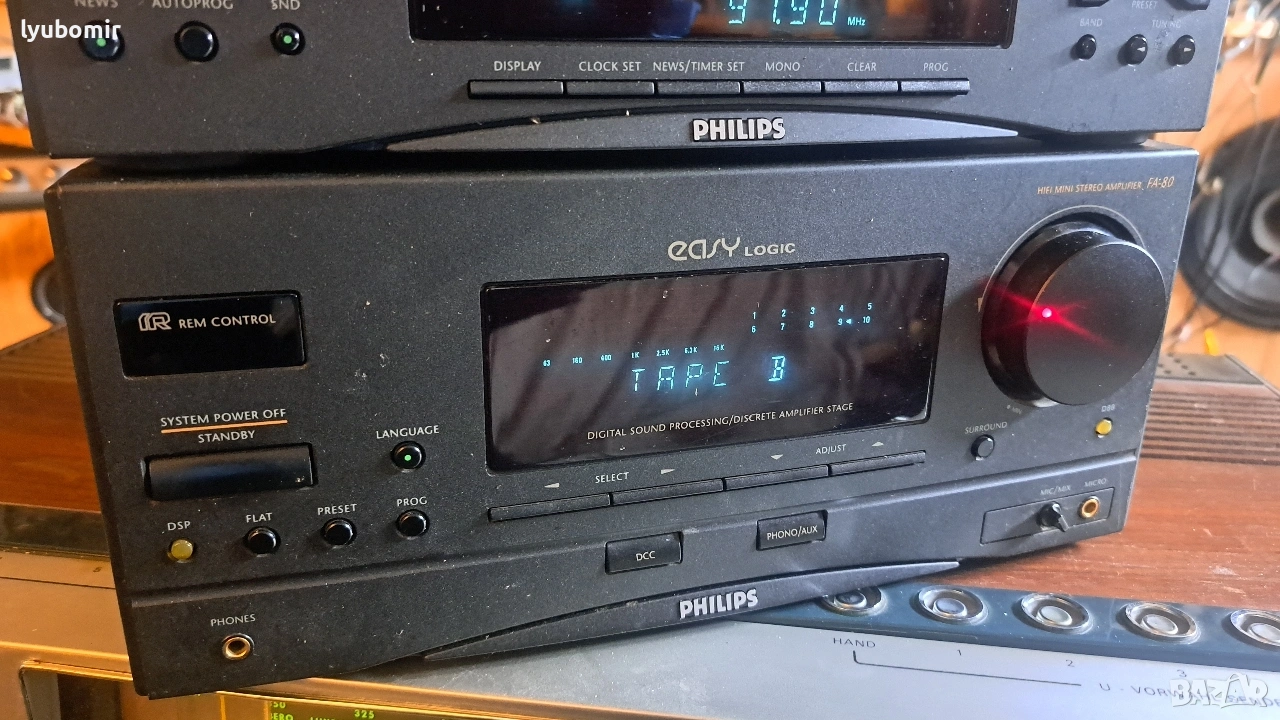 NEWS AUTOPROG SND
lyubomir
97.90 MHz
PRESET
BAND TUNING
DISPLAY CLOCK SET NEWS/TIMER SET MONO CLEAR PROG
PHILIPS
HIFI MINI STEREO AMPLIFIER FA-80
easy LOGIC
IR REM CONTROL
1 2 3 4 5
6 7 8 9 10
63 160 400 1K 2.5K 6.3K 16K
TAPE B
DIGITAL SOUND PROCESSING/DISCRETE AMPLIFIER STAGE
SYSTEM POWER OFF
STANDBY
LANGUAGE
SELECT ADJUST
SURROUND DBB
DSP FLAT PRESET PROG
MIC/MIX MICRO
DCC PHONO/AUX
PHILIPS
PHONES
HAND 1 2 3
BAZAR
325